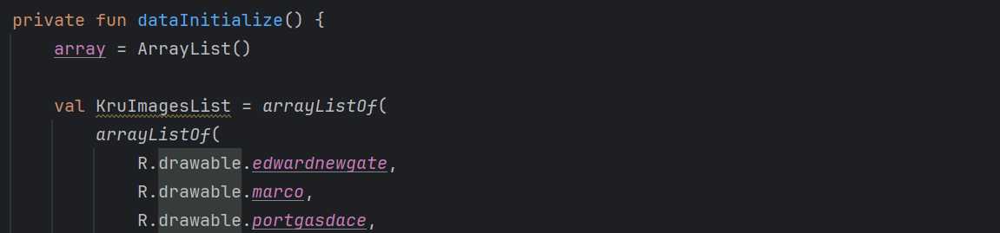 private fun dataInitialize() {
array = ArrayList()
val KruImagesList = arrayListOf(
arrayListOf(
R.drawable.edwardnewgate,
R.drawable.marco,
R.drawable.portgasdace,